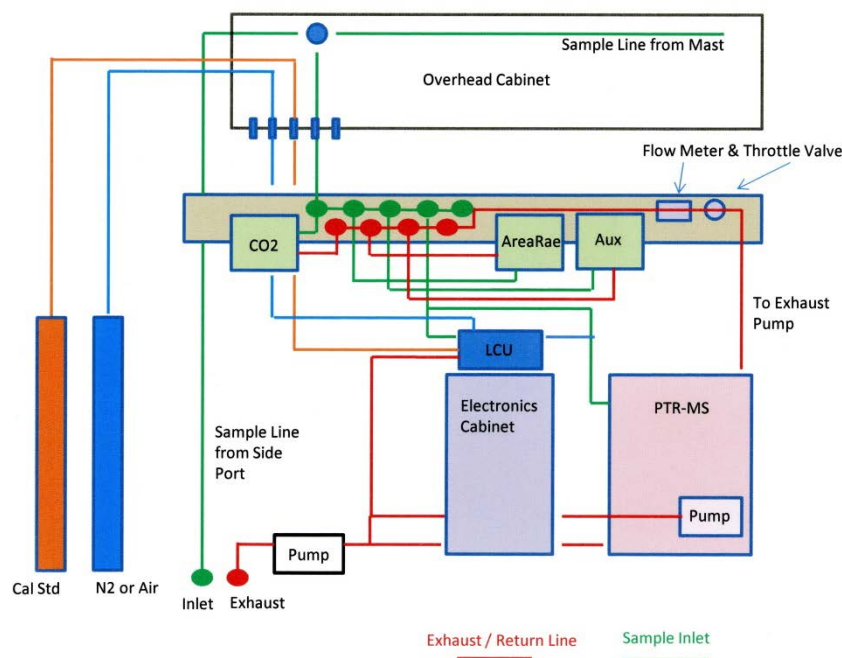 Sample Line from Mast
Overhead Cabinet
Flow Meter & Throttle Valve
CO2
AreaRae
Aux
To Exhaust
Pump
LCU
Electronics
Cabinet
PTR-MS
Sample Line
from Side
Port
Pump
Pump
Cal Std
N2 or Air
Inlet
Exhaust
Exhaust / Return Line
Sample Inlet